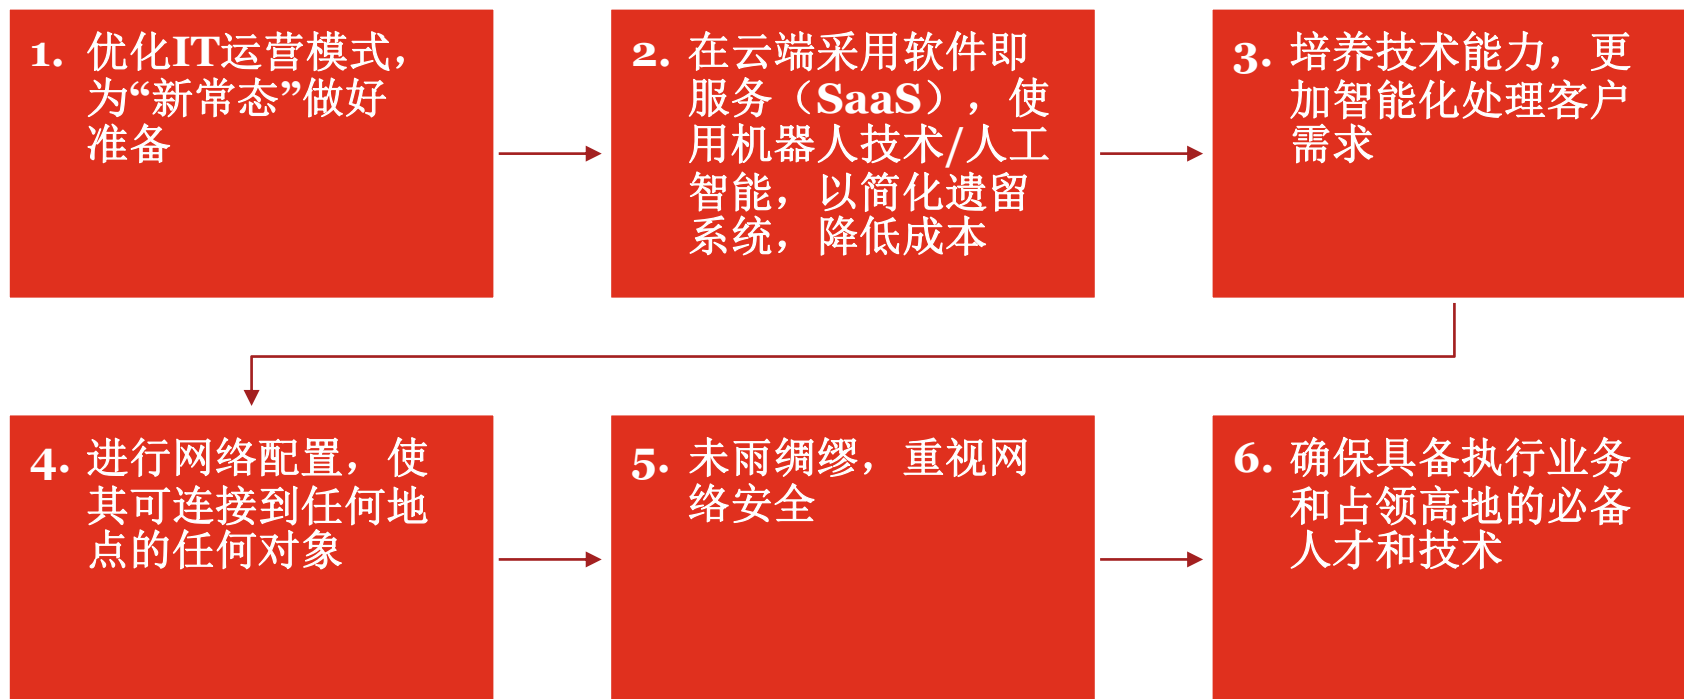 1. 优化IT运营模式，
为“新常态”做好
准备
2. 在云端采用软件即
服务（SaaS），使
用机器人技术/人工
智能，以简化遗留
系统，降低成本
3. 培养技术能力，更
加智能化处理客户
需求
4. 进行网络配置，使
其可连接到任何地
点的任何对象
5. 未雨绸缪，重视网
络安全
6. 确保具备执行业务
和占领高地的必备
人才和技术